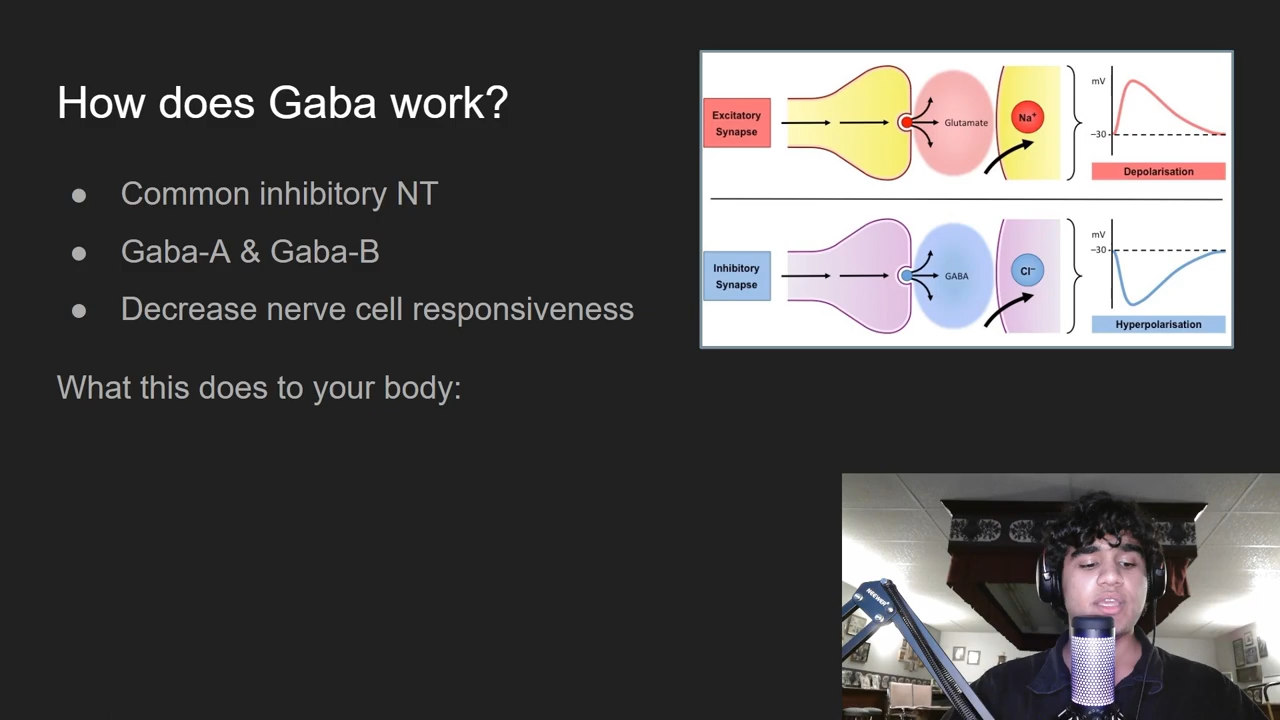 How does Gaba work?
● Common inhibitory NT
● Gaba-A & Gaba-B
● Decrease nerve cell responsiveness
What this does to your body:
Excitatory
Synapse
Glutamate
Na⁺
mV
–30
Depolarisation
Inhibitory
Synapse
GABA
Cl⁻
mV
–30
Hyperpolarisation
NEEWER